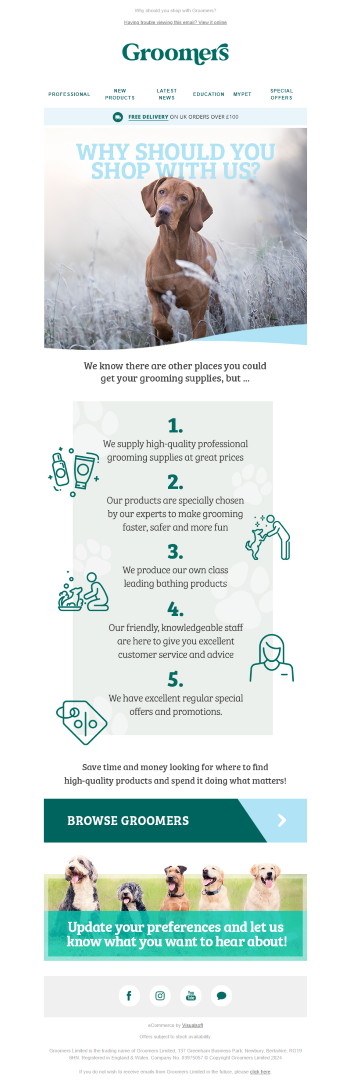 Why should you shop with Groomers?
Having trouble viewing this email? View it online
Groomers
PROFESSIONAL
NEW
PRODUCTS
LATEST
NEWS
EDUCATION
MYPET
SPECIAL
OFFERS
FREE DELIVERY ON UK ORDERS OVER £100
WHY SHOULD YOU
SHOP WITH US?
We know there are other places you could
get your grooming supplies, but ...
1.
We supply high-quality professional
grooming supplies at great prices
2.
Our products are specially chosen
by our experts to make grooming
faster, safer and more fun
3.
We produce our own class
leading bathing products
4.
Our friendly, knowledgeable staff
are here to give you excellent
customer service and advice
5.
We have excellent regular special
offers and promotions.
Save time and money looking for where to find
high-quality products and spend it doing what matters!
BROWSE GROOMERS
Update your preferences and let us
know what you want to hear about!
eCommerce by Visualsoft
Offers subject to stock availability
Groomers Limited is the trading name of Groomers Limited, 137 Greenham Business Park, Newbury, Berkshire, RG19
6HN. Registered in England & Wales. Company No: © Copyright Groomers Limited 2024
If you do not wish to receive emails from Groomers Limited in the future, please click here.